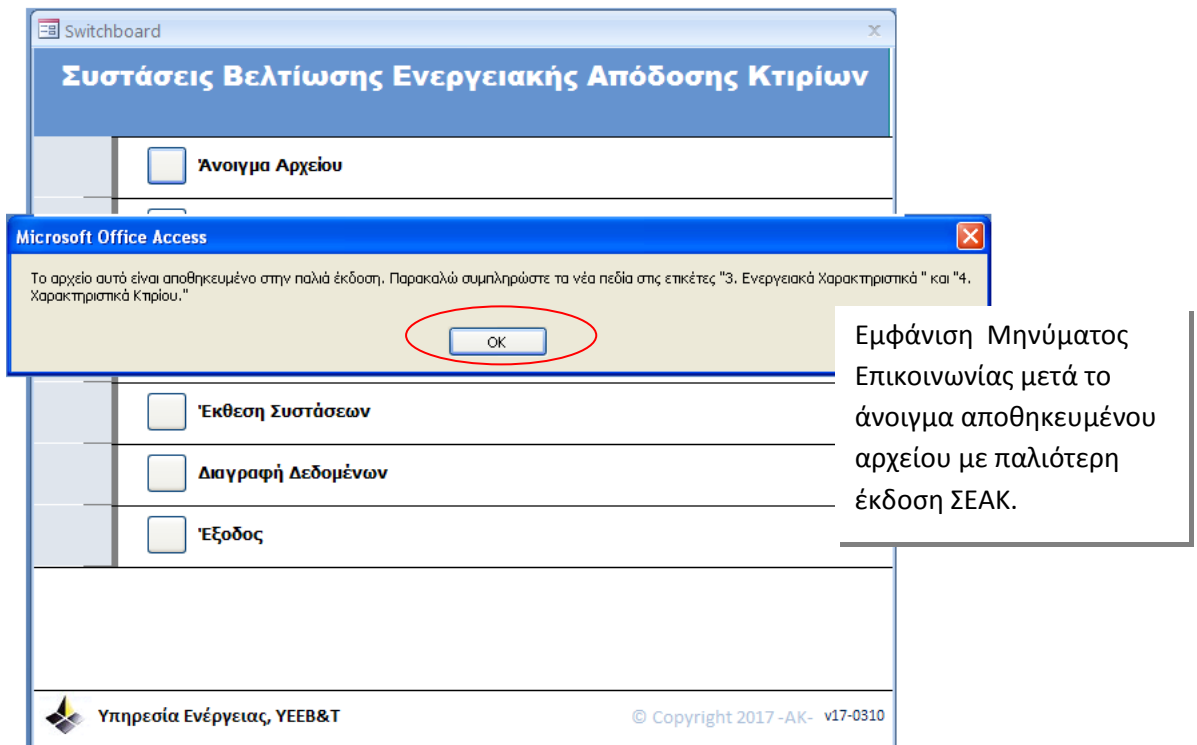 Switchboard
Συστάσεις Βελτίωσης Ενεργειακής Απόδοσης Κτιρίων
Άνοιγμα Αρχείου
Microsoft Office Access
Το αρχείο αυτό είναι αποθηκευμένο στην παλιά έκδοση. Παρακαλώ συμπληρώστε τα νέα πεδία στις ετικέτες "3. Ενεργειακά Χαρακτηριστικά " και "4.
Χαρακτηριστικά Κτιρίου."
OK
Εμφάνιση Μηνύματος
Επικοινωνίας μετά το
άνοιγμα αποθηκευμένου
αρχείου με παλιότερη
έκδοση ΣΕΑΚ.
Έκθεση Συστάσεων
Διαγραφή Δεδομένων
Έξοδος
Υπηρεσία Ενέργειας, ΥΕΕΒ&Τ
© Copyright 2017 -AK- v17-0310